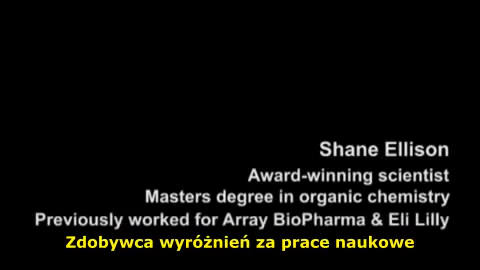 Shane Ellison
Award-winning scientist
Masters degree in organic chemistry
Previously worked for Array BioPharma & Eli Lilly
Zdobywca wyróżnień za prace naukowe